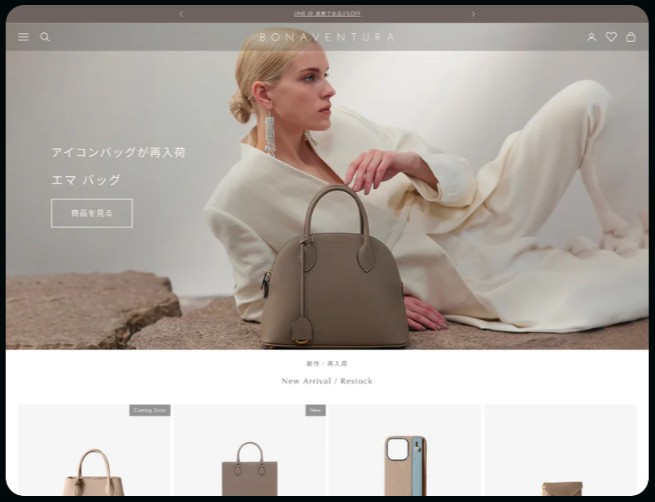 LINE ID 連携で全品5%OFF
BONAVENTURA
アイコンバッグが再入荷
エマ バッグ
商品を見る
新作・再入荷
New Arrival / Restock
Coming Soon
New